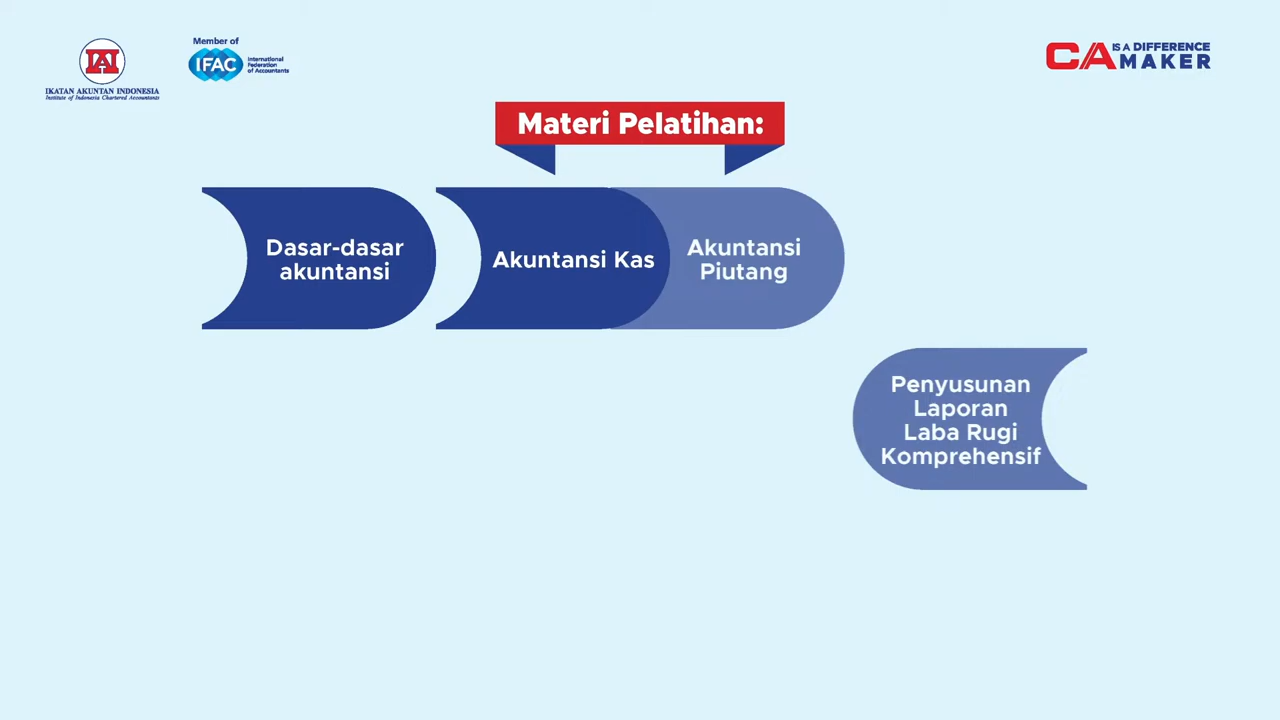 IAI
IKATAN AKUNTAN INDONESIA
Institute of Indonesia Chartered Accountants
Member of
IFAC
International
Federation
of Accountants
CA IS A DIFFERENCE
MAKER
Materi Pelatihan:
Dasar-dasar
akuntansi
Akuntansi Kas
Akuntansi
Piutang
Penyusunan
Laporan
Laba Rugi
Komprehensif